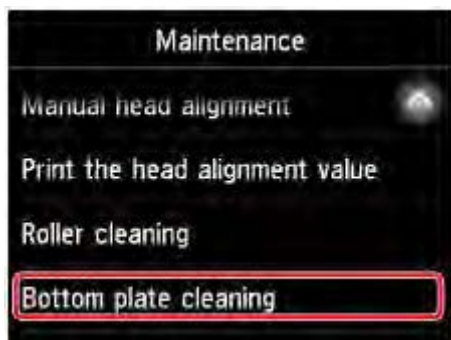 Maintenance
Manual head alignment
Print the head alignment value
Roller cleaning
Bottom plate cleaning